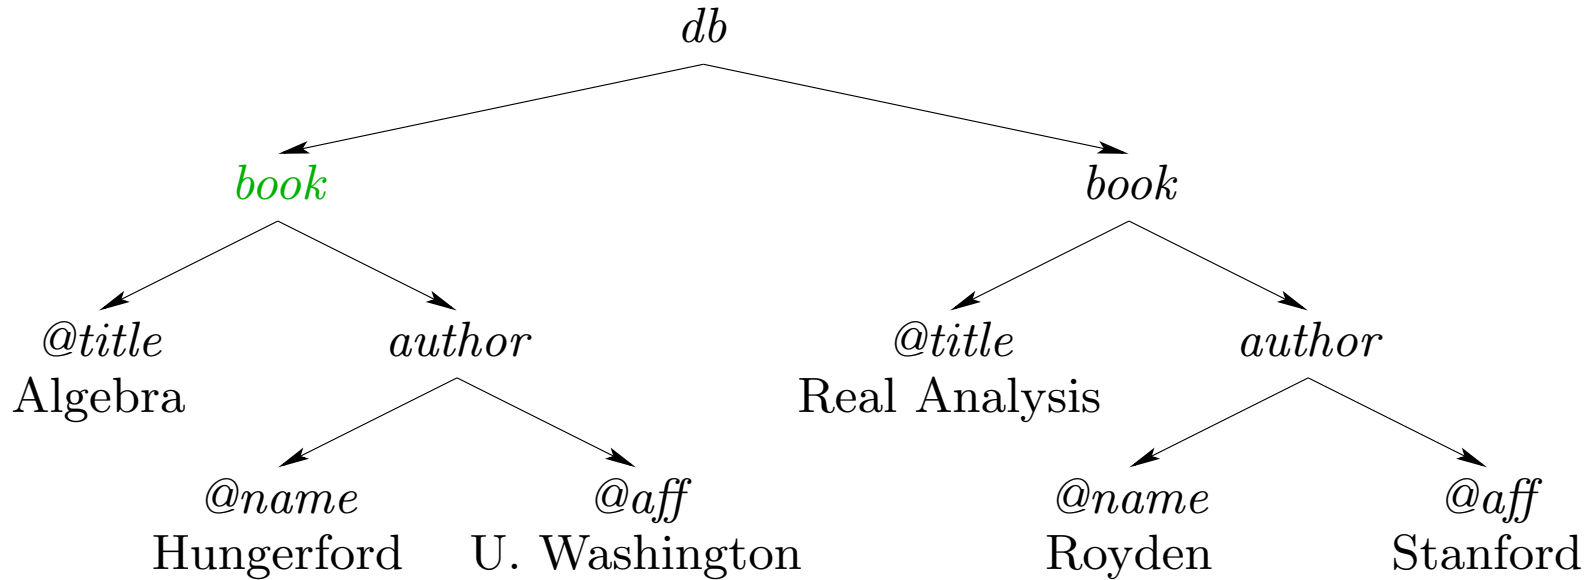 db
book book
@title author @title author
Algebra Real Analysis
@name @aff @name @aff
Hungerford U. Washington Royden Stanford